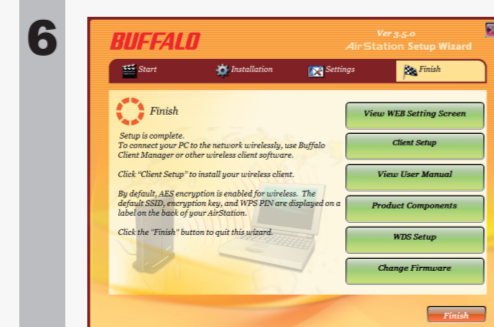 6
BUFFALO
Ver 3.5.0
AirStation Setup Wizard
Start
Installation
Settings
Finish
Finish
Setup is complete.
To connect your PC to the network wirelessly, use Buffalo
Client Manager or other wireless client software.
Click "Client Setup" to install your wireless client.
By default, AES encryption is enabled for wireless. The
default SSID, encryption key, and WPS PIN are displayed on a
label on the back of your AirStation.
Click the "Finish" button to quit this wizard.
View WEB Setting Screen
Client Setup
View User Manual
Product Components
WDS Setup
Change Firmware
Finish